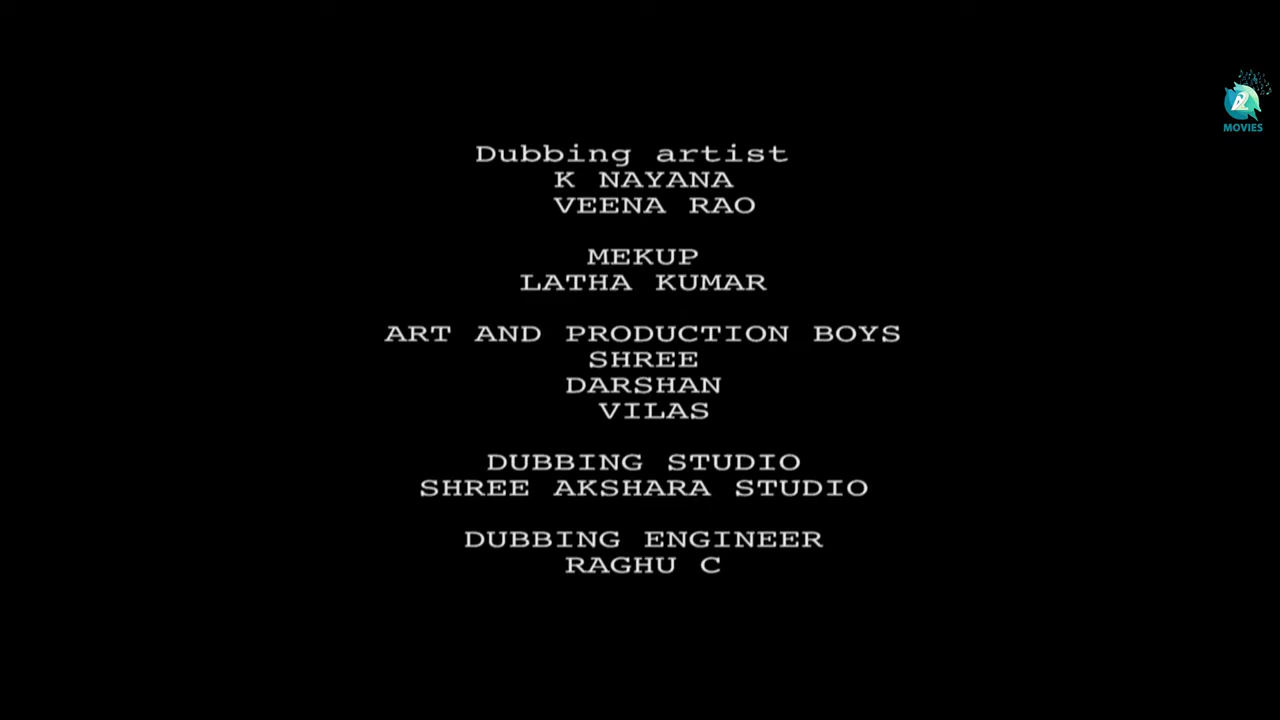 Dubbing artist
K NAYANA
VEENA RAO
MEKUP
LATHA KUMAR
ART AND PRODUCTION BOYS
SHREE
DARSHAN
VILAS
DUBBING STUDIO
SHREE AKSHARA STUDIO
DUBBING ENGINEER
RAGHU C
2
MOVIES